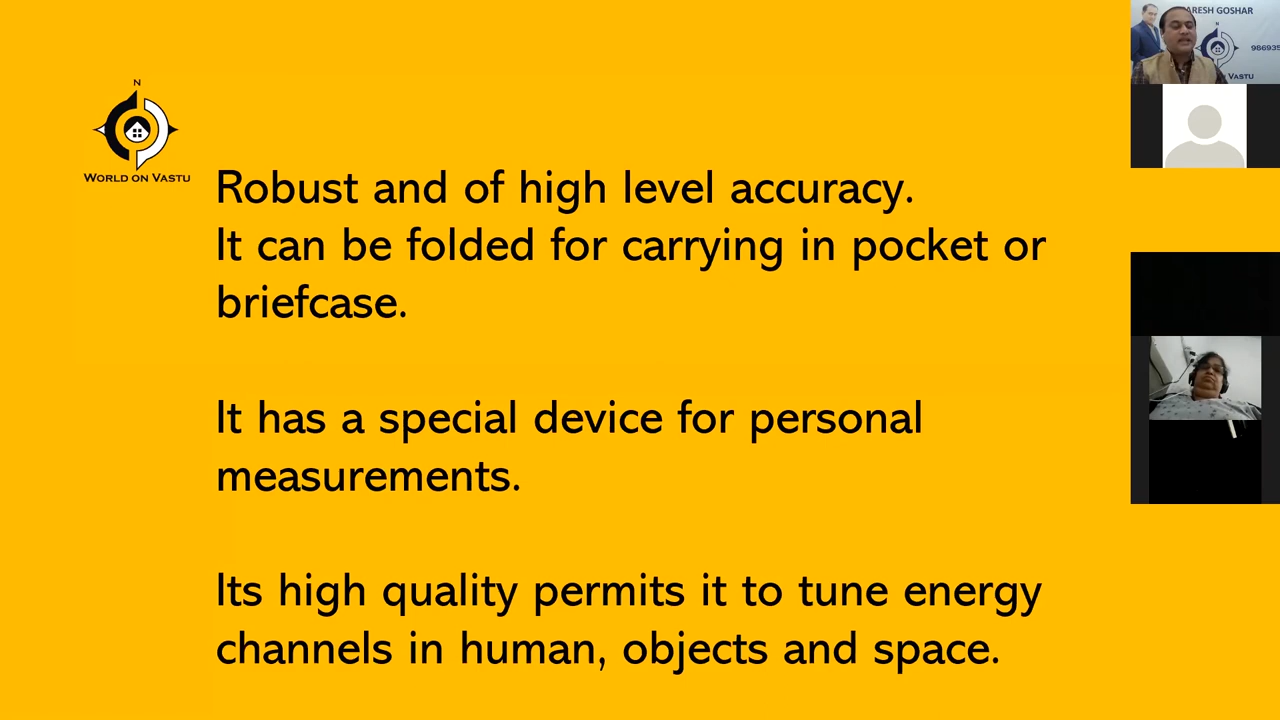 N
WORLD ON VASTU
Robust and of high level accuracy.
It can be folded for carrying in pocket or
briefcase.
It has a special device for personal
measurements.
Its high quality permits it to tune energy
channels in human, objects and space.
ARESH GOSHAR
N
986935
VASTU